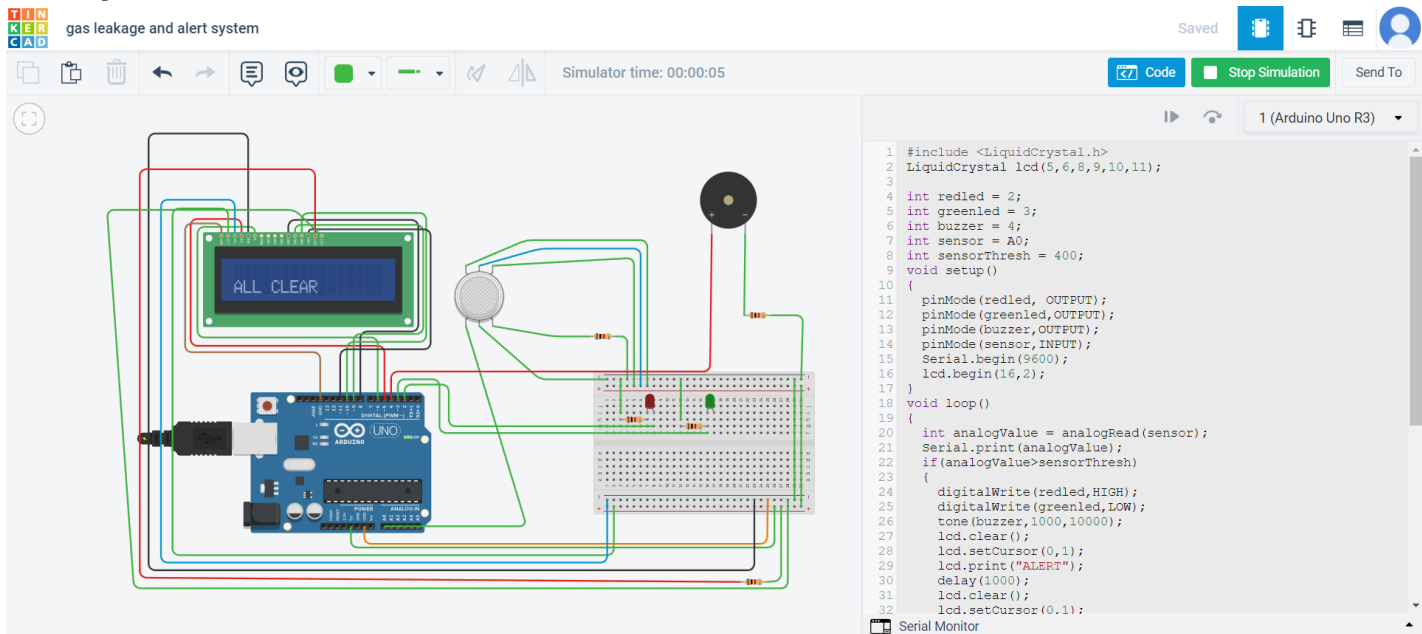 TIN
KER
CAD
gas leakage and alert system
Saved
Simulator time: 00:00:05
Code
Stop Simulation
Send To
1 (Arduino Uno R3)
ALL CLEAR
DIGITAL (PWM~)
UNO
ARDUINO
POWER
ANALOG IN
1 #include <LiquidCrystal.h>
2 LiquidCrystal lcd(5,6,8,9,10,11);
3
4 int redled = 2;
5 int greenled = 3;
6 int buzzer = 4;
7 int sensor = A0;
8 int sensorThresh = 400;
9 void setup()
10 {
11 pinMode(redled, OUTPUT);
12 pinMode(greenled,OUTPUT);
13 pinMode(buzzer,OUTPUT);
14 pinMode(sensor,INPUT);
15 Serial.begin(9600);
16 lcd.begin(16,2);
17 }
18 void loop()
19 {
20 int analogValue = analogRead(sensor);
21 Serial.print(analogValue);
22 if(analogValue>sensorThresh)
23 {
24 digitalWrite(redled,HIGH);
25 digitalWrite(greenled,LOW);
26 tone(buzzer,1000,10000);
27 lcd.clear();
28 lcd.setCursor(0,1);
29 lcd.print("ALERT");
30 delay(1000);
31 lcd.clear();
32 lcd.setCursor(0,1);
Serial Monitor